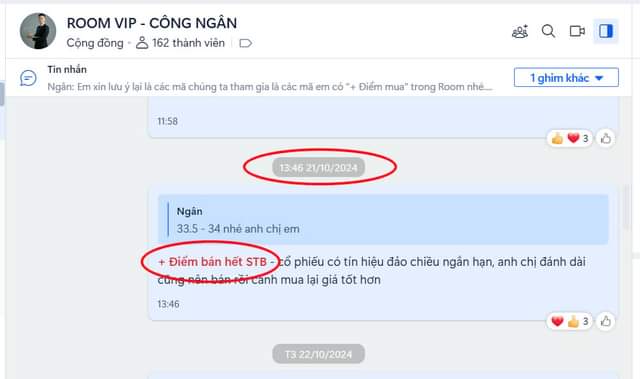 ROOM VIP - CÔNG NGÂN
Cộng đồng • 162 thành viên
Tin nhắn
Ngân: Em xin lưu ý lại là các mã chúng ta tham gia là các mã em có "+ Điểm mua" trong Room nhé....
1 ghim khác
11:58
3
13:46 21/10/2024
Ngân
33.5 - 34 nhé anh chị em
+ Điểm bán hết STB - cổ phiếu có tín hiệu đảo chiều ngắn hạn, anh chị đánh dài
cũng nên bán rồi canh mua lại giá tốt hơn
13:46
3
T3 22/10/2024